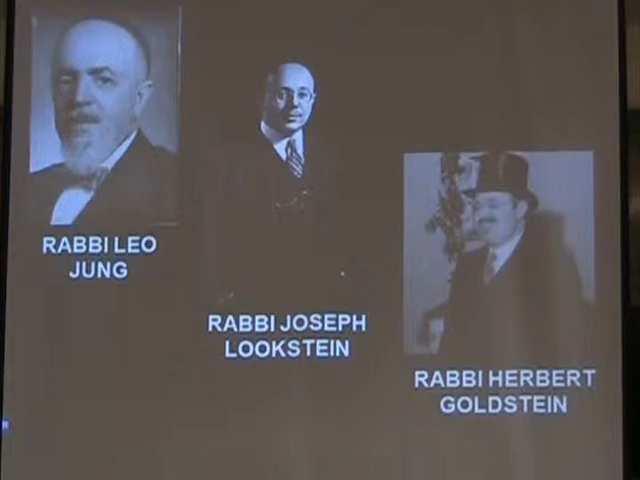 RABBI LEO
JUNG
RABBI JOSEPH
LOOKSTEIN
RABBI HERBERT
GOLDSTEIN